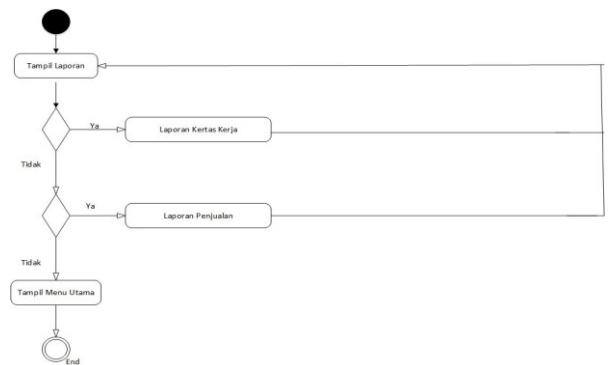 Tampil Laporan
Ya
Laporan Kertas Kerja
Tidak
Ya
Laporan Penjualan
Tidak
Tampil Menu Utama
End